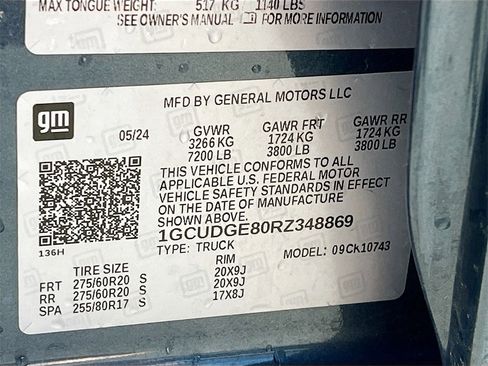 MAX TONGUE WEIGHT: 517 KG 1140 LBS
SEE OWNER'S MANUAL
gm
MFD BY GENERAL MOTORS LLC
05/24 GVWR GAWR FRT GAWR RR
3266 KG 1724 KG 1724 KG
7200 LB 3800 LB 3800 LB
THIS VEHICLE CONFORMS TO ALL
APPLICABLE U.S. FEDERAL MOTOR
VEHICLE SAFETY STANDARDS IN EFFECT
ON THE DATE OF MANUFACTURE
SHOWN ABOVE.
1GCUDGE80RZ348869
136H
TYPE: TRUCK MODEL: 09CK10743
TIRE SIZE RIM
FRT 275/60R20 S 20X9J
RR 275/60R20 S 20X9J
SPA 255/80R17 S 17X8J